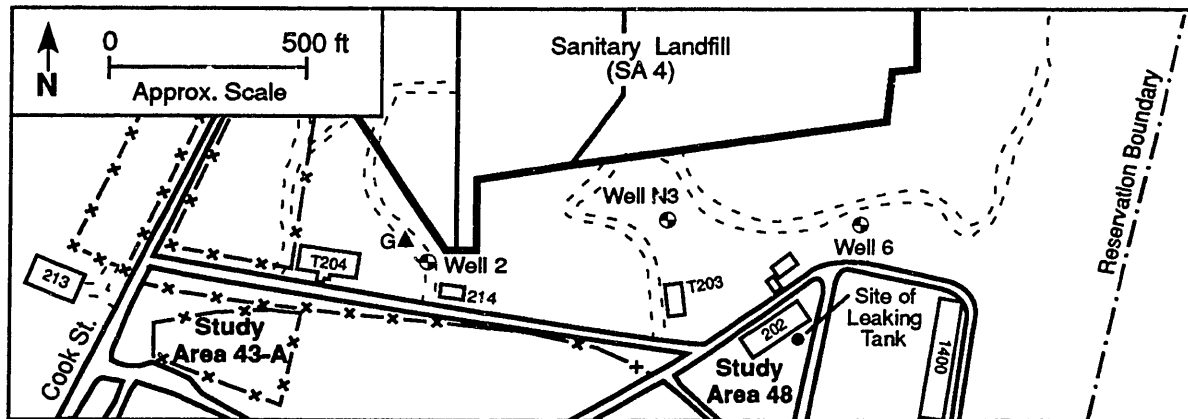 0 500 ft
N
Approx. Scale
Sanitary Landfill
(SA 4)
Reservation Boundary
Well N3
Well 6
G
Well 2
213
T204
214
T203
Cook St.
Study
Area 43-A
202
Site of
Leaking
Tank
Study
Area 48
1400